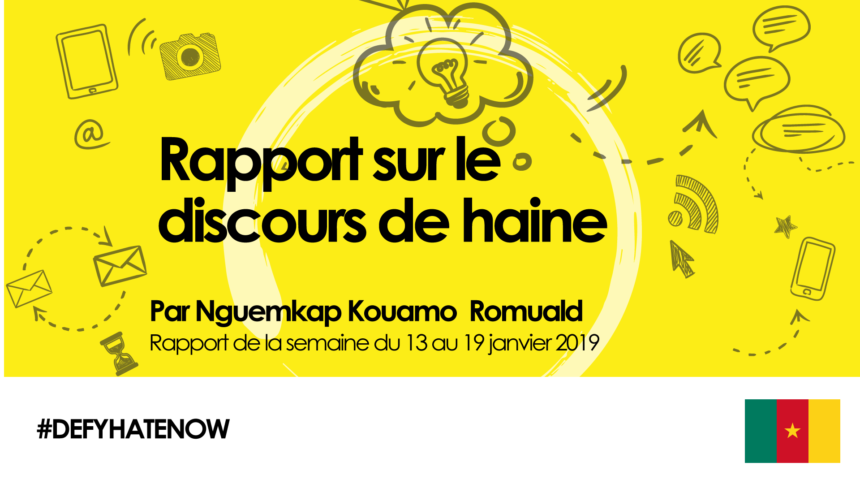 Rapport sur le
discours de haine
Par Nguemkap Kouamo Romuald
Rapport de la semaine du 13 au 19 janvier 2019
#DEFYHATENOW